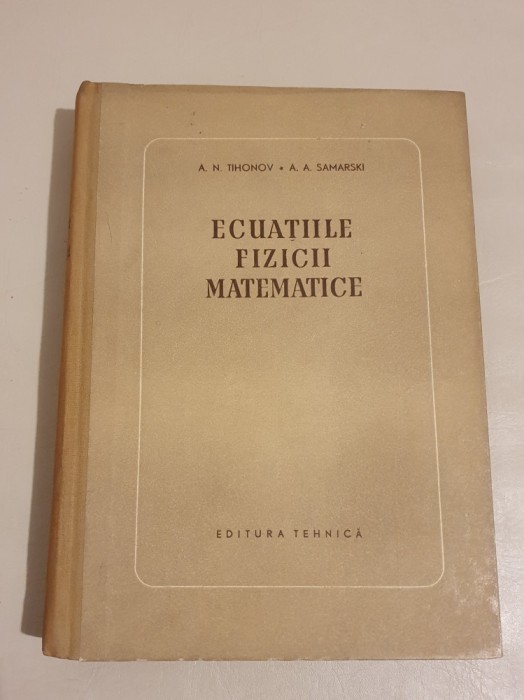 A. N. TIHONOV • A. A. SAMARSKI
ECUAȚIILE
FIZICII
MATEMATICE
EDITURA TEHNICĂ